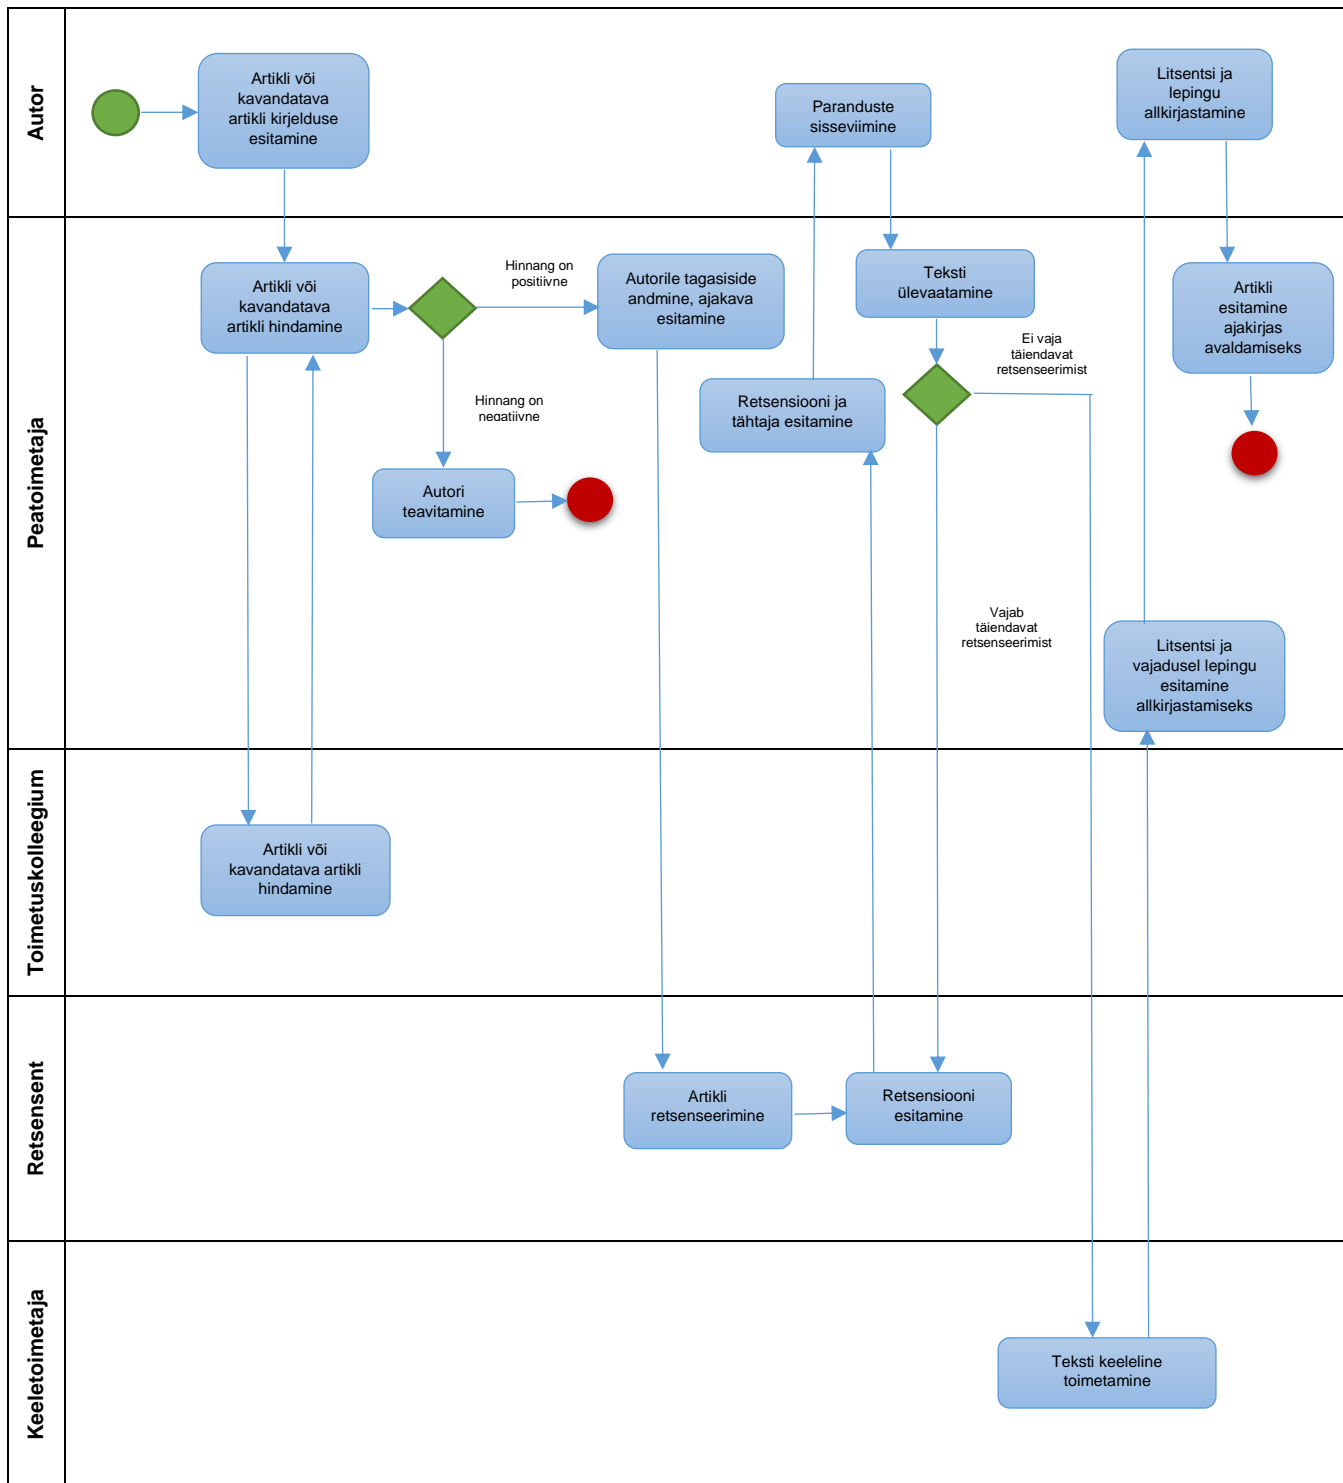 Autor
Artikli või
kavandatava
artikli kirjelduse
esitamine
Paranduste
sisseviimine
Litsentsi ja
lepingu
allkirjastamine
Peatoimetaja
Artikli või
kavandatava
artikli hindamine
Hinnang on
positiivne
Hinnang on
negatiivne
Autori
teavitamine
Autorile tagasiside
andmine, ajakava
esitamine
Retsensiooni ja
tähtaja esitamine
Teksti
ülevaatamine
Ei vaja
täiendavat
retsenseerimist
Vajab
täiendavat
retsenseerimist
Artikli
esitamine
ajakirjas
avaldamiseks
Litsentsi ja
vajadusel lepingu
esitamine
allkirjastamiseks
Toimetuskolleegium
Artikli või
kavandatava artikli
hindamine
Retsensent
Artikli
retsenseerimine
Retsensiooni
esitamine
Keeletoimetaja
Teksti keeleline
toimetamine